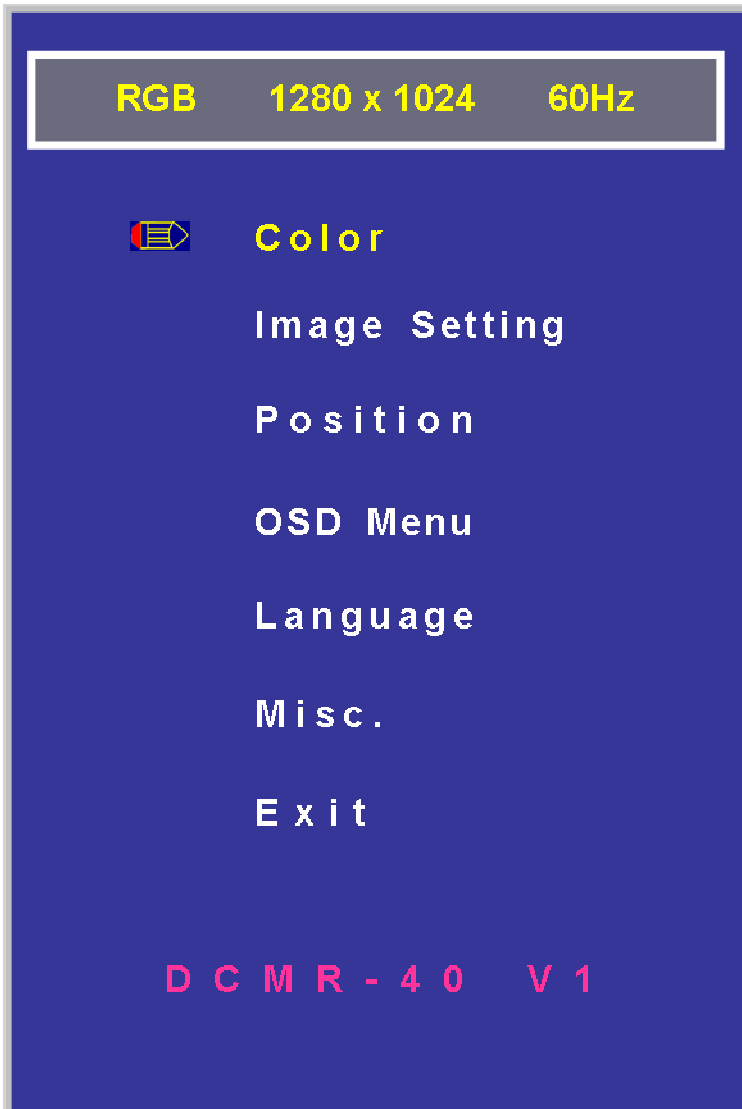 RGB 1280 x 1024 60Hz
Color
Image Setting
Position
OSD Menu
Language
Misc.
Exit
DCMR-40 V1